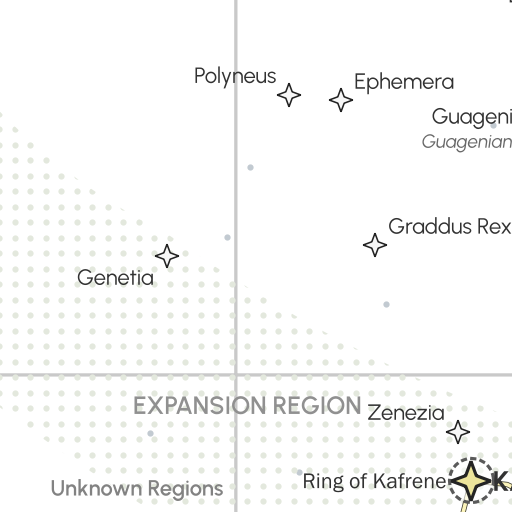 Polyneus
Ephemera
Guageni
Guagenian
Graddus Rex
Genetia
EXPANSION REGION
Zenezia
Ring of Kafrene
K
Unknown Regions